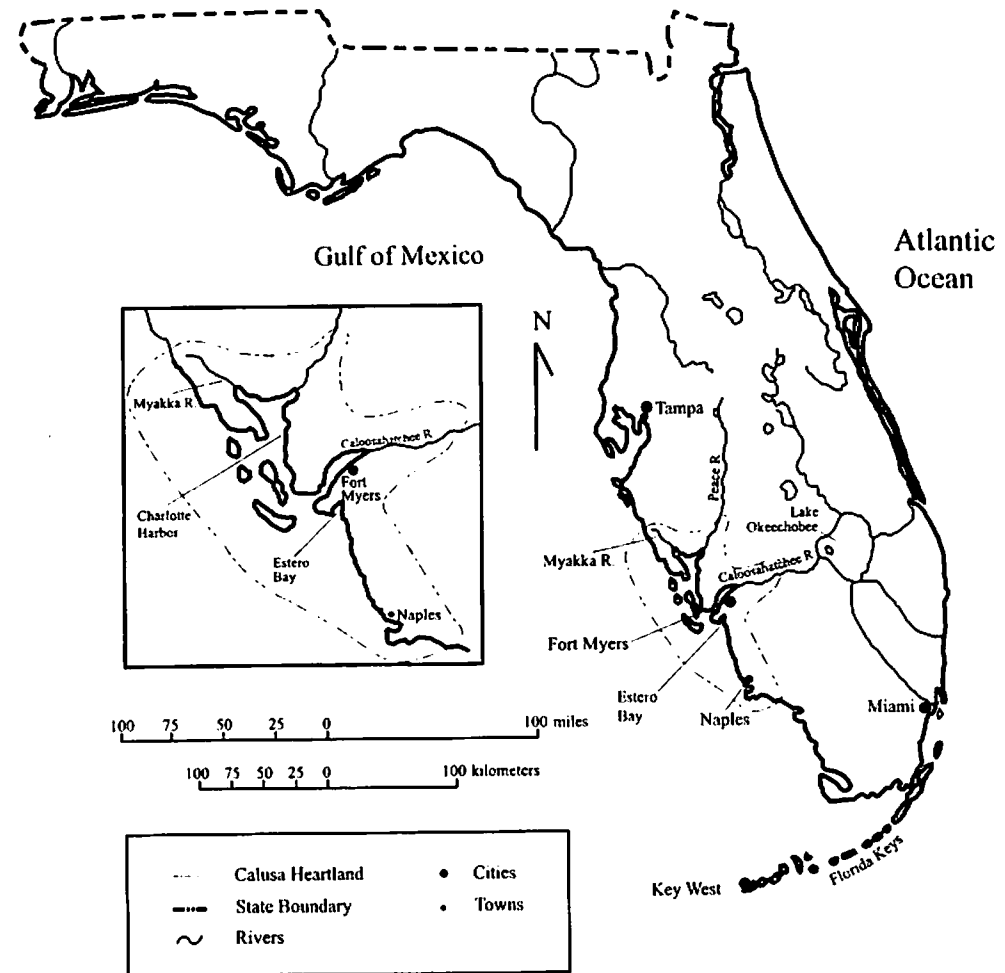 Gulf of Mexico
Atlantic
Ocean
N
Myakka R.
Caloosahatchee R
Fort
Myers
Charlotte
Harbor
Estero
Bay
Naples
Tampa
Peace R
Lake
Okeechobee
Myakka R.
Caloosahatchee R
Fort Myers
Estero
Bay
Naples
Miami
100 75 50 25 0 100 miles
100 75 50 25 0 100 kilometers
Key West
Florida Keys
Calusa Heartland
State Boundary
Rivers
Cities
Towns